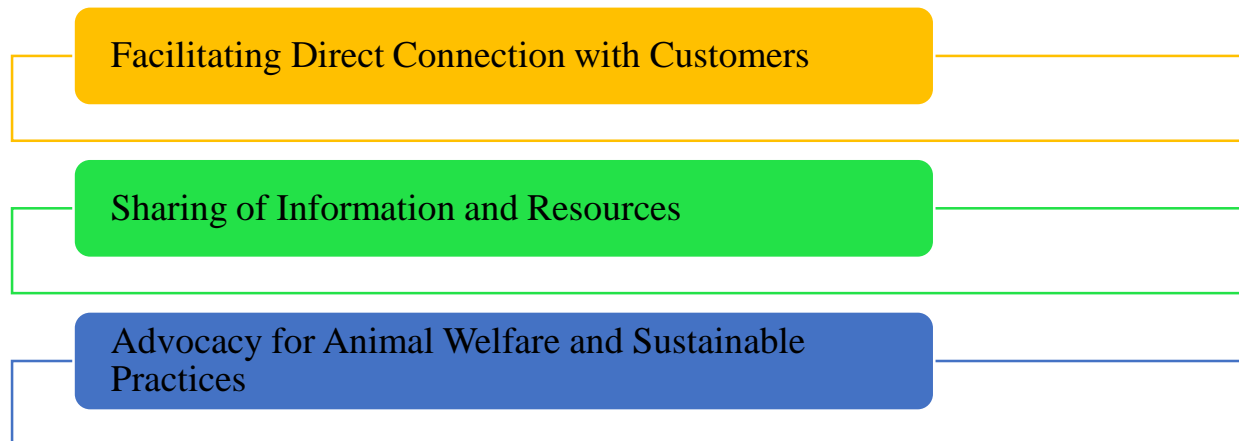 Facilitating Direct Connection with Customers
Sharing of Information and Resources
Advocacy for Animal Welfare and Sustainable
Practices